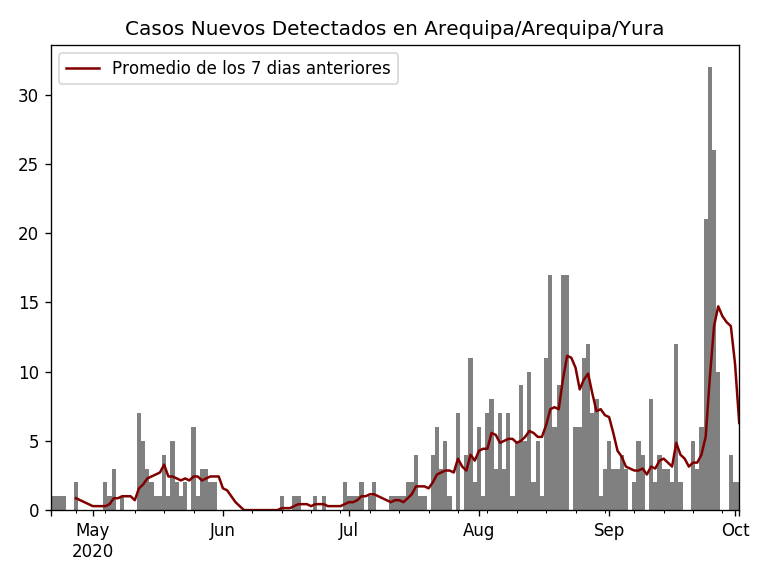 Casos Nuevos Detectados en Arequipa/Arequipa/Yura
Promedio de los 7 dias anteriores
30
25
20
15
10
5
0
May Jun Jul Aug Sep Oct
2020